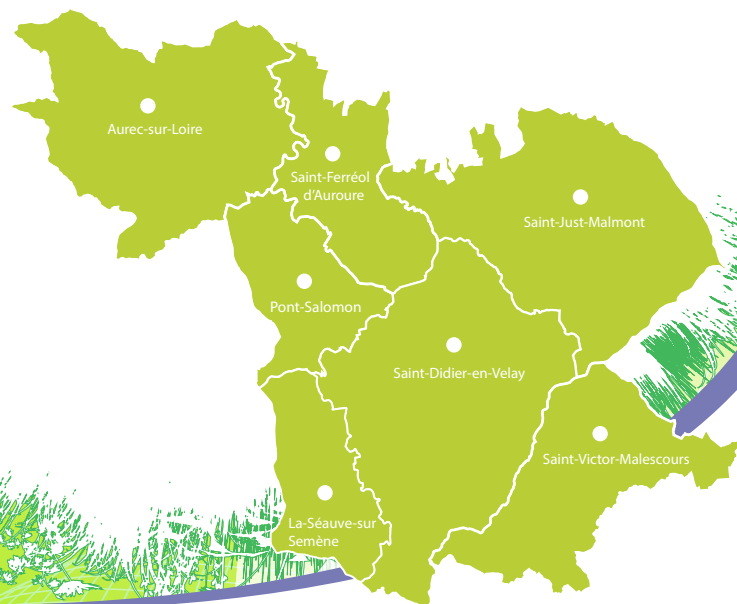 Aurec-sur-Loire
Saint-Ferréol
d'Auroure
Saint-Just-Malmont
Pont-Salomon
Saint-Didier-en-Velay
Saint-Victor-Malescours
La-Séauve-sur
Semène